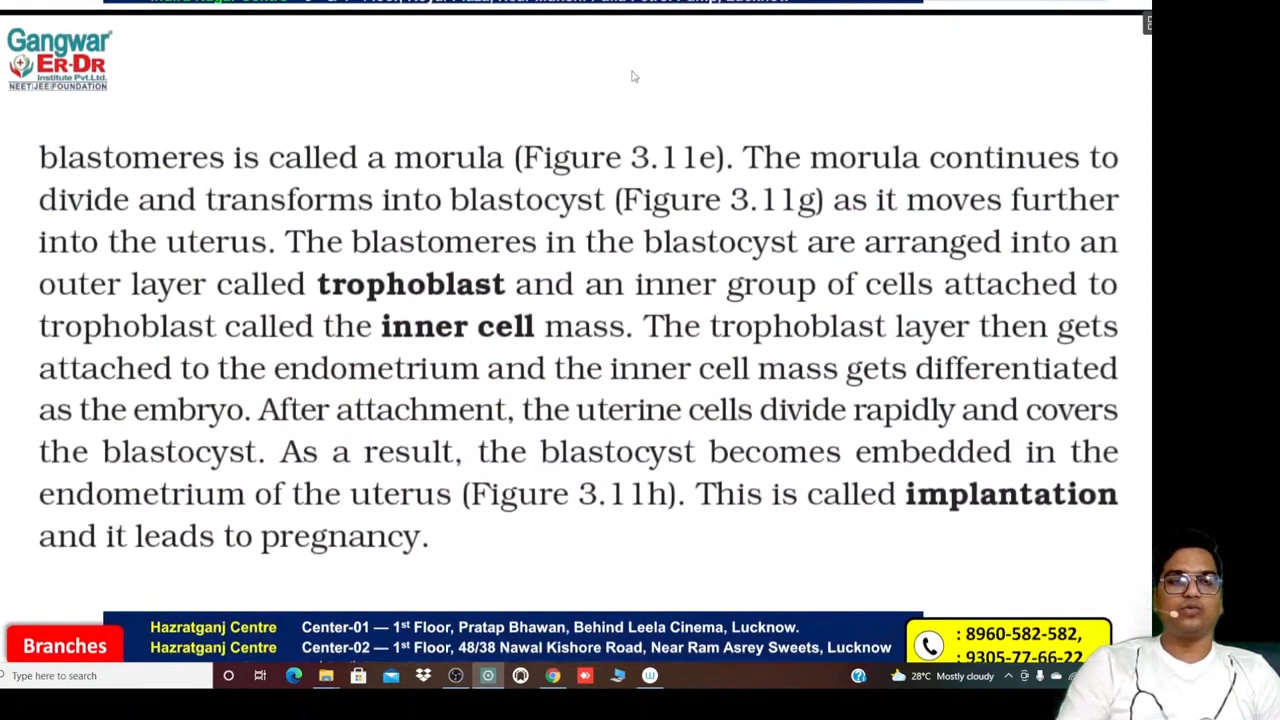 Gangwar
ER-DR
Institute Pvt.Ltd.
NEET|JEE|FOUNDATION
blastomeres is called a morula (Figure 3.11e). The morula continues to
divide and transforms into blastocyst (Figure 3.11g) as it moves further
into the uterus. The blastomeres in the blastocyst are arranged into an
outer layer called trophoblast and an inner group of cells attached to
trophoblast called the inner cell mass. The trophoblast layer then gets
attached to the endometrium and the inner cell mass gets differentiated
as the embryo. After attachment, the uterine cells divide rapidly and covers
the blastocyst. As a result, the blastocyst becomes embedded in the
endometrium of the uterus (Figure 3.11h). This is called implantation
and it leads to pregnancy.
Branches
Hazratganj Centre Center-01 — 1st Floor, Pratap Bhawan, Behind Leela Cinema, Lucknow.
Hazratganj Centre Center-02 — 1st Floor, 48/38 Nawal Kishore Road, Near Ram Asrey Sweets, Lucknow
: 8960-582-582,
: 9305-77-66-22
Type here to search
28°C Mostly cloudy